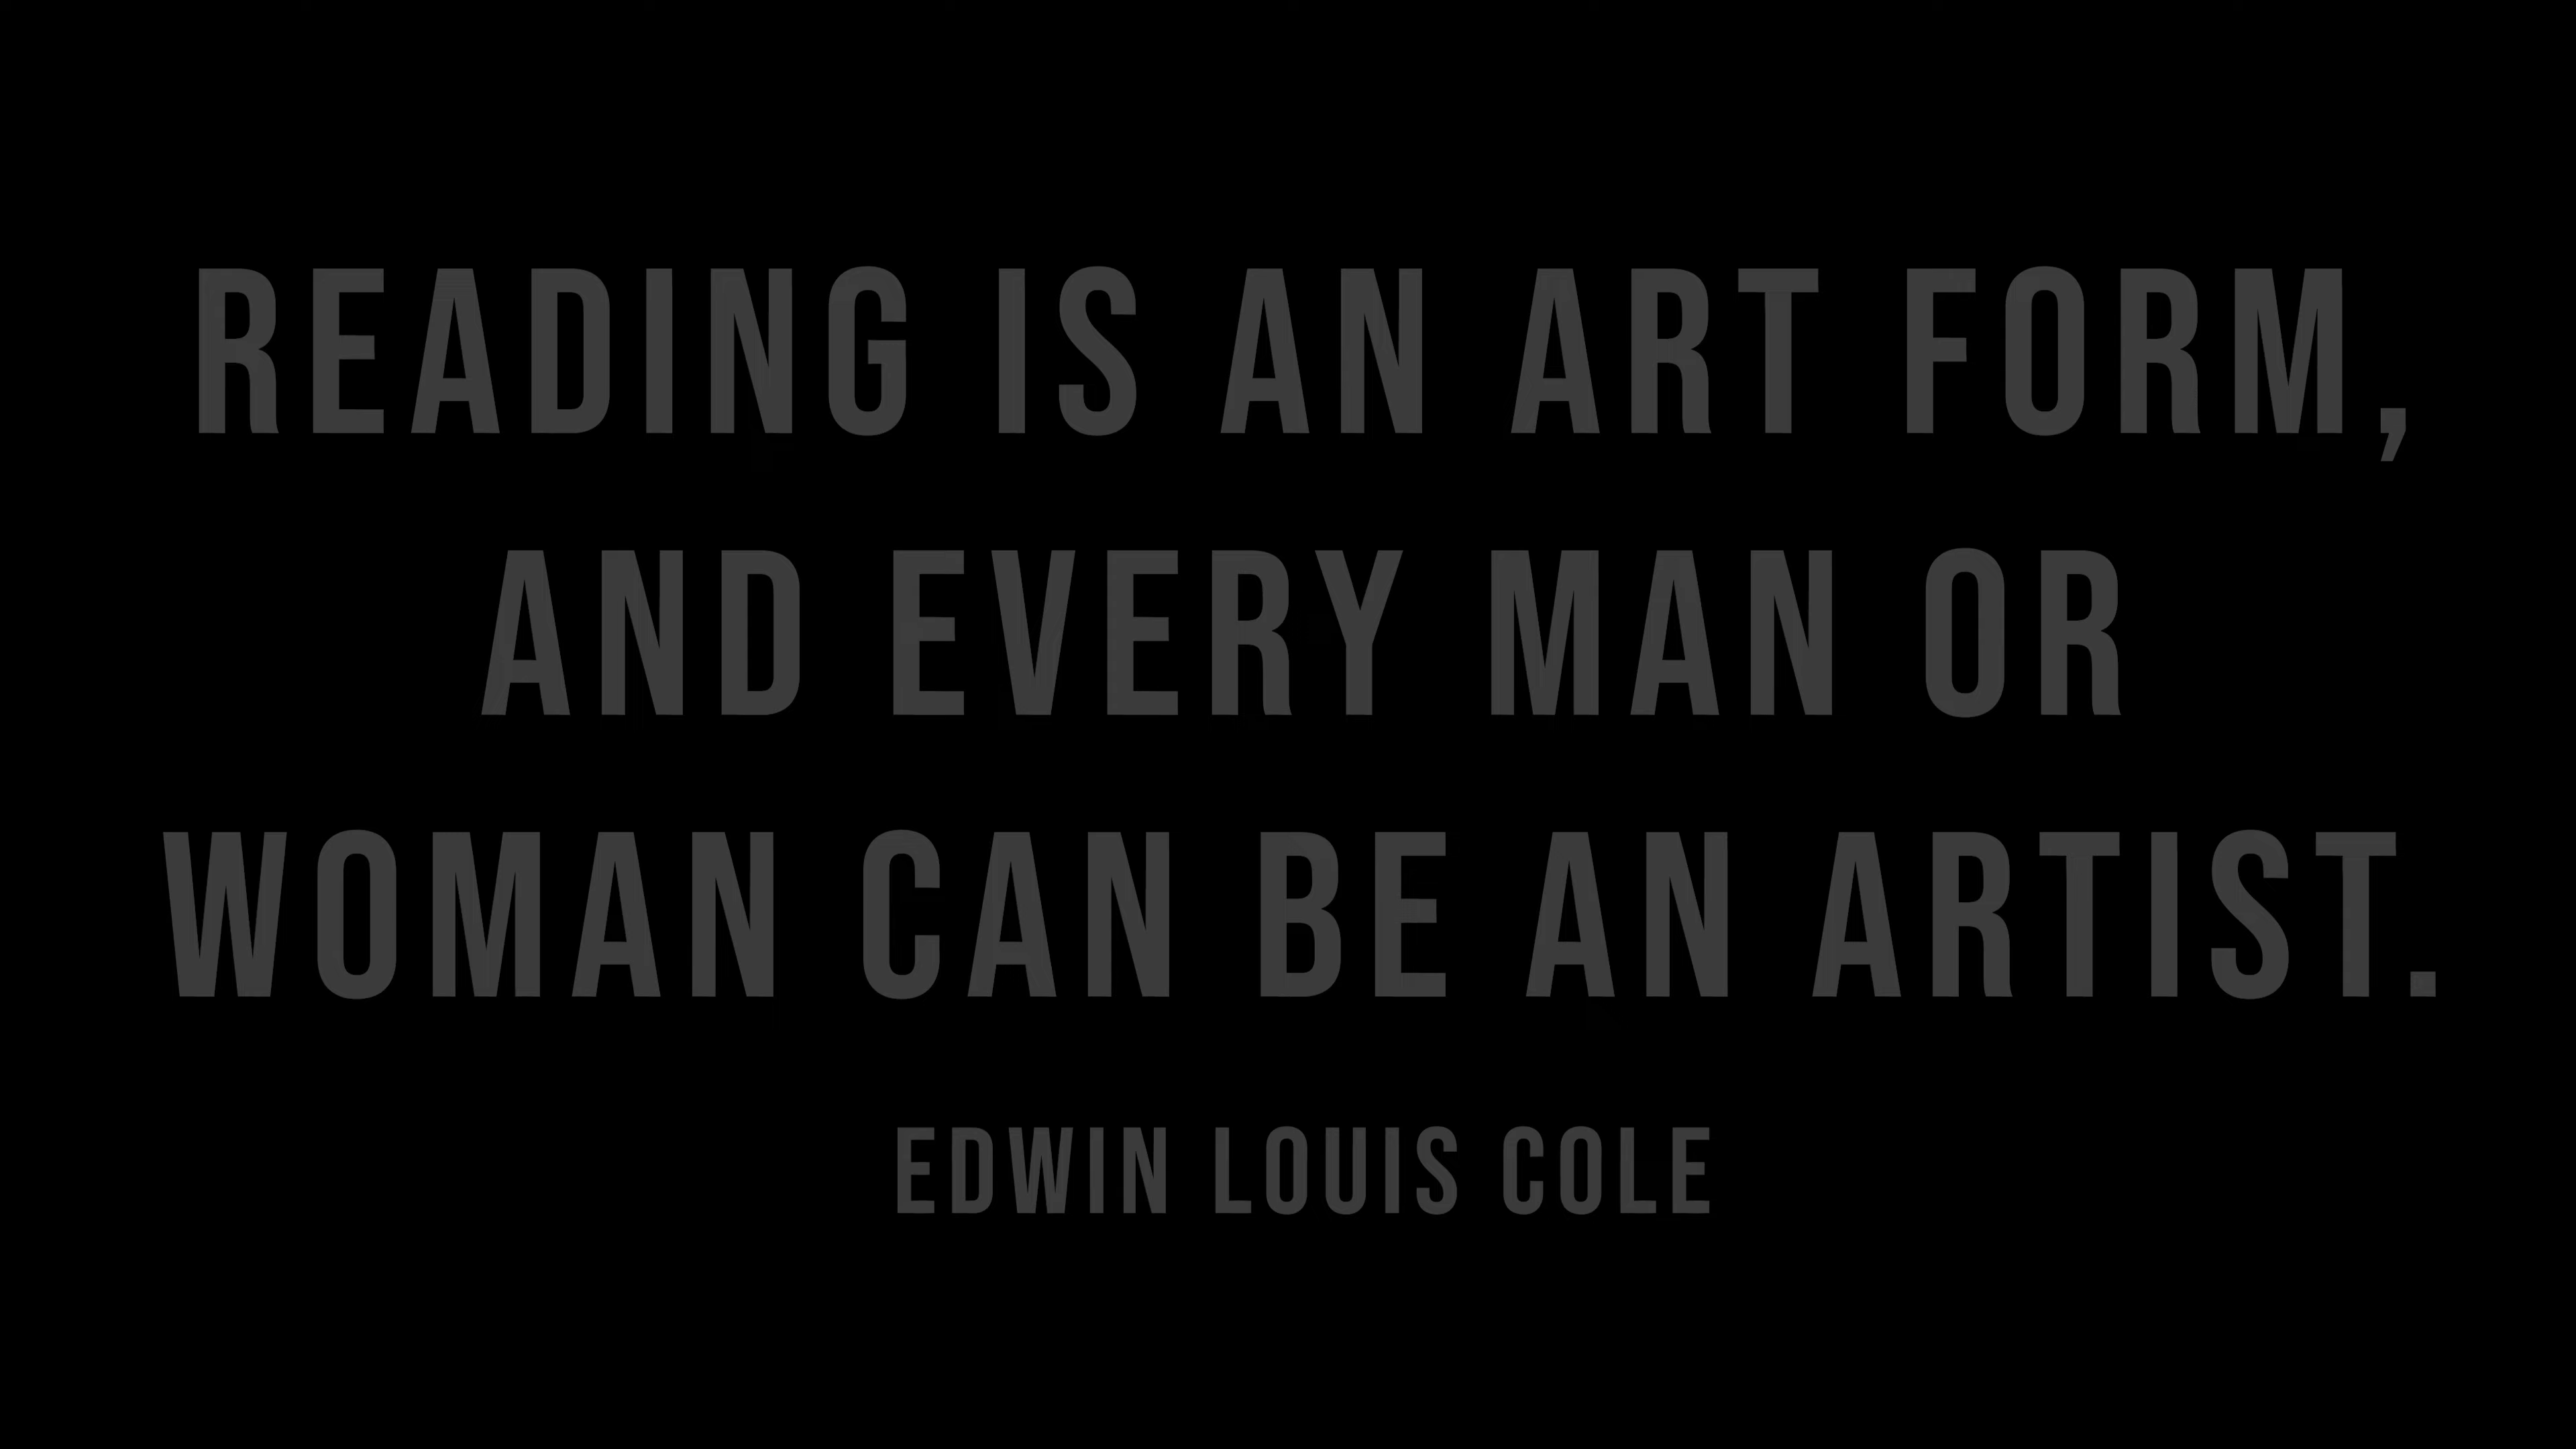 READING IS AN ART FORM,
AND EVERY MAN OR
WOMAN CAN BE AN ARTIST.
EDWIN LOUIS COLE